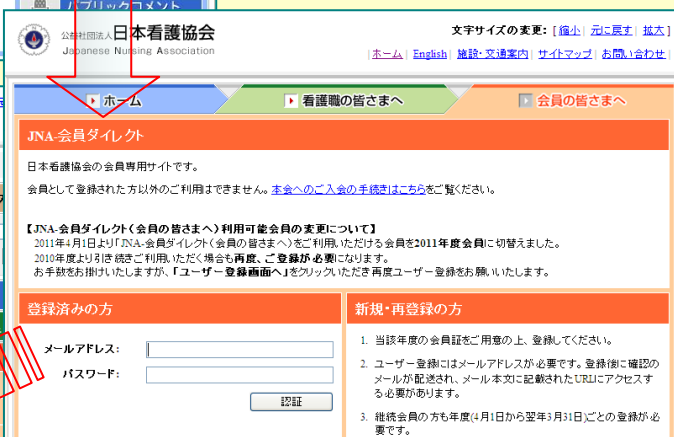 パブリックコメント
公益社団法人日本看護協会
Japanese Nursing Association
文字サイズの変更: [ 縮小 | 元に戻す | 拡大 ]
| ホーム | English | 施設・交通案内 | サイトマップ | お問い合わせ |
ホーム
看護職の皆さまへ
会員の皆さまへ
JNA-会員ダイレクト
日本看護協会の会員専用サイトです。
会員として登録された方以外のご利用はできません。本会へのご入会の手続きはこちらをご覧ください。
【JNA-会員ダイレクト(会員の皆さまへ)利用可能会員の変更について】
2011年4月1日より「JNA-会員ダイレクト(会員の皆さまへ)をご利用いただける会員を2011年度会員に切替えました。
2010年度より引き続きご利用いただく場合も再度、ご登録が必要になります。
お手数をお掛けいたしますが、「ユーザー登録画面へ」をクリックいただき再度ユーザー登録をお願いいたします。
登録済みの方
メールアドレス:
パスワード:
認証
新規・再登録の方
1. 当該年度の会員証をご用意の上、登録してください。
2. ユーザー登録にはメールアドレスが必要です。登録後に確認の
メールが配送され、メール本文に記載されたURLにアクセスす
る必要があります。
3. 継続会員の方も年度(4月1日から翌年3月31日)ごとの登録が必
要です。